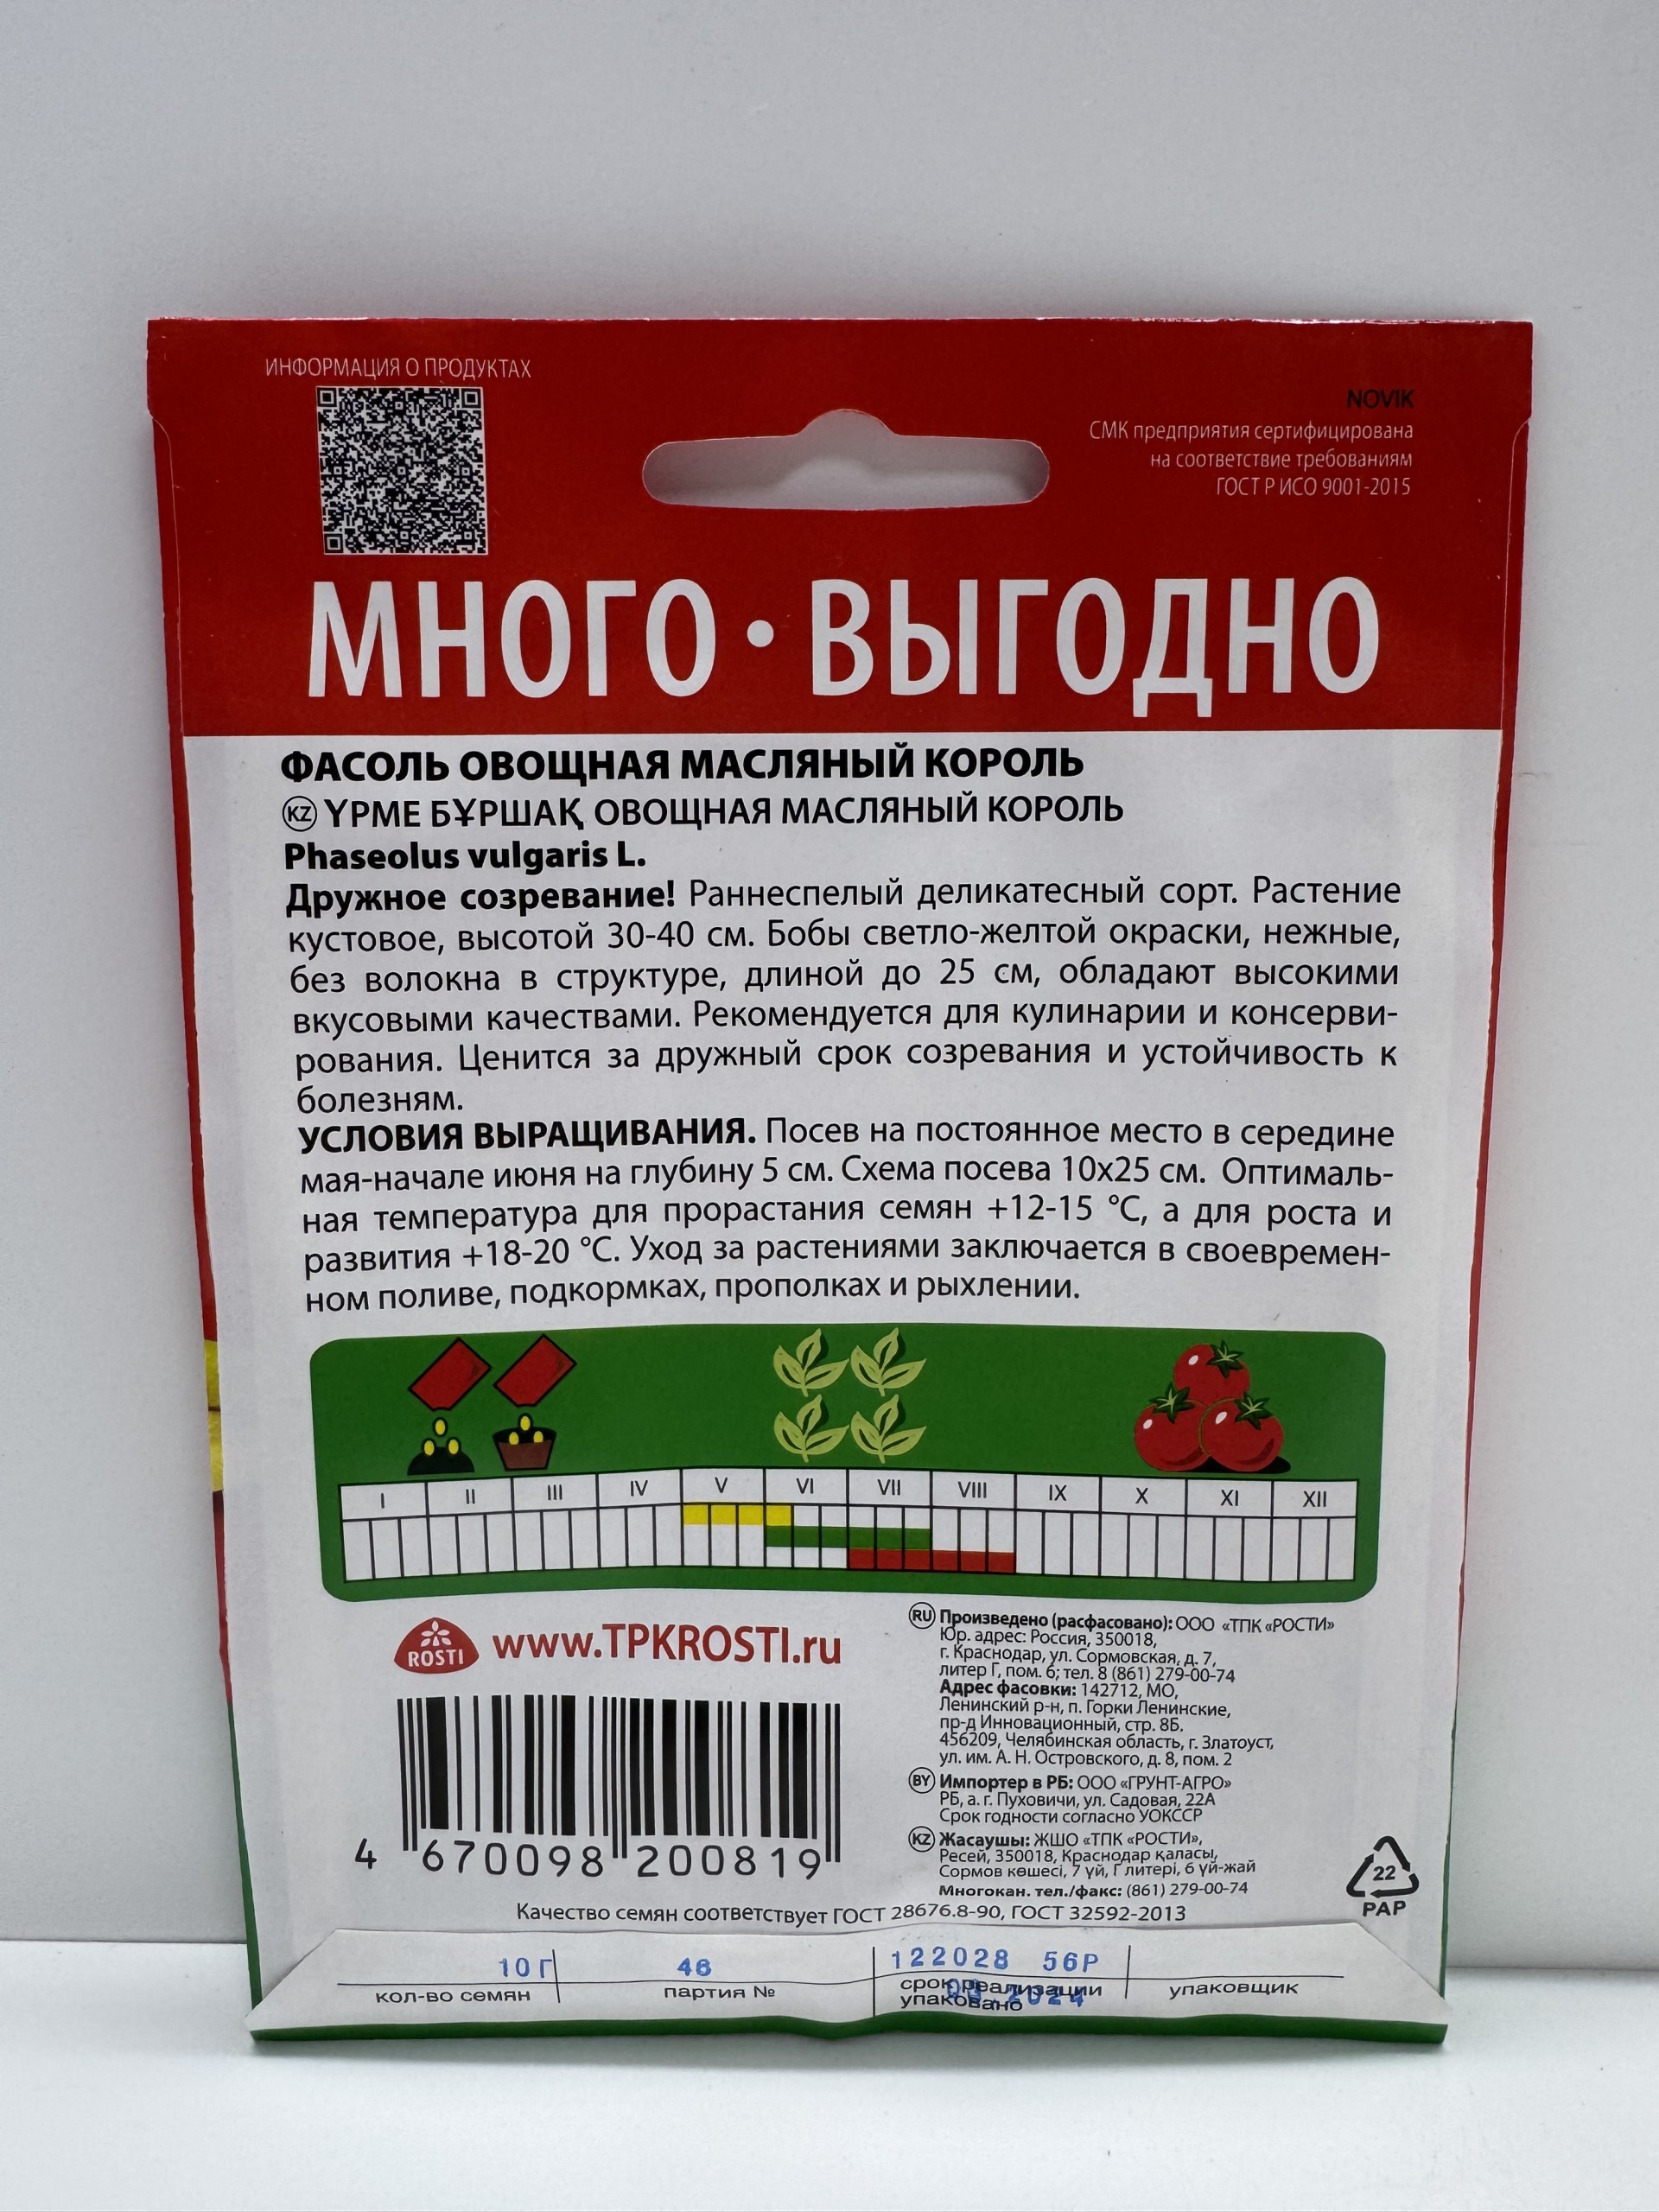 ИНФОРМАЦИЯ О ПРОДУКТАХ
NOVIK
СМК предприятия сертифицирована
на соответствие требованиям
ГОСТ Р ИСО 9001-2015
МНОГО • ВЫГОДНО
ФАСОЛЬ ОВОЩНАЯ МАСЛЯНЫЙ КОРОЛЬ
KZ ҮРМЕ БҰРШАҚ ОВОЩНАЯ МАСЛЯНЫЙ КОРОЛЬ
Phaseolus vulgaris L.
Дружное созревание! Раннеспелый деликатесный сорт. Растение
кустовое, высотой 30-40 см. Бобы светло-желтой окраски, нежные,
без волокна в структуре, длиной до 25 см, обладают высокими
вкусовыми качествами. Рекомендуется для кулинарии и консерви-
рования. Ценится за дружный срок созревания и устойчивость к
болезням.
УСЛОВИЯ ВЫРАЩИВАНИЯ. Посев на постоянное место в середине
мая-начале июня на глубину 5 см. Схема посева 10х25 см. Оптималь-
ная температура для прорастания семян +12-15 °С, а для роста и
развития +18-20 °С. Уход за растениями заключается в своевремен-
ном поливе, подкормках, прополках и рыхлении.
I II III IV V VI VII VIII IX X XI XII
ROSTI www.TPKROSTI.ru
RU Произведено (расфасовано): ООО «ТПК «РОСТИ»
Юр. адрес: Россия, 350018,
г. Краснодар, ул. Сормовская, д. 7,
литер Г, пом. 6; тел. 8 (861) 279-00-74
Адрес фасовки: 142712, МО,
Ленинский р-н, п. Горки Ленинские,
пр-д Инновационный, стр. 8Б.
456209, Челябинская область, г. Златоуст,
ул. им. А. Н. Островского, д. 8, пом. 2
BY Импортер в РБ: ООО «ГРУНТ-АГРО»
РБ, а. г. Пуховичи, ул. Садовая, 22А
Срок годности согласно УОКССР
KZ Жасаушы: ЖШО «ТПК «РОСТИ»,
Ресей, 350018, Краснодар қаласы,
Сормов көшесі, 7 үй, Г литері, 6 үй-жай
Многокан. тел./факс: (861) 279-00-74
4 670098 200819
22
PAP
Качество семян соответствует ГОСТ 28676.8-90, ГОСТ 32592-2013
10 Г 46 122028 56Р
кол-во семян партия № срок реализации упаковщик
упаковано 2024